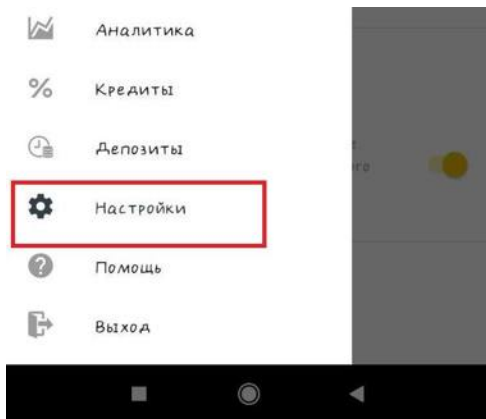 Аналитика
Кредиты
Депозиты
Настройки
Помощь
Выход